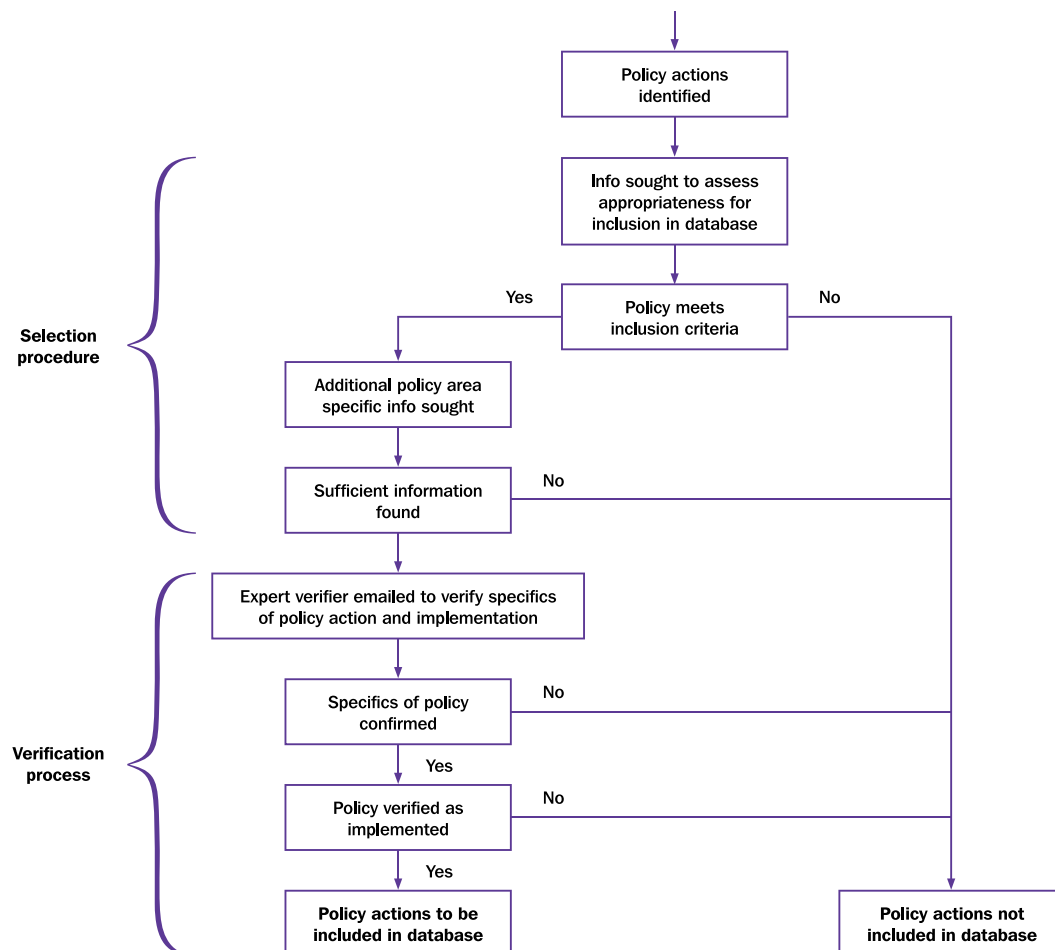 Policy actions
identified
Info sought to assess
appropriateness for
inclusion in database
Yes
Policy meets
inclusion criteria
No
Selection
procedure
Additional policy area
specific info sought
Sufficient information
found
No
Expert verifier emailed to verify specifics
of policy action and implementation
Specifics of policy
confirmed
No
Verification
process
Yes
Policy verified as
implemented
No
Yes
Policy actions to be
included in database
Policy actions not
included in database